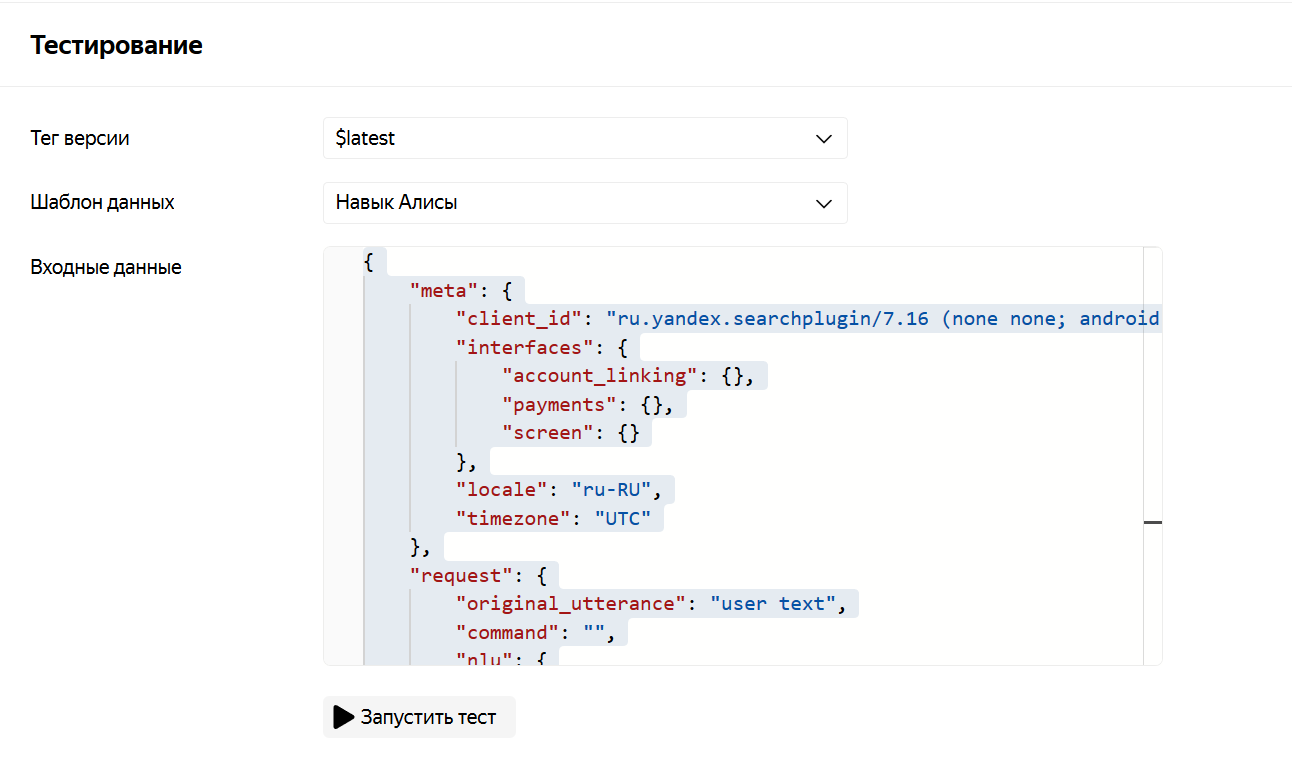 Тестирование
Тег версии
$latest
Шаблон данных
Навык Алисы
Входные данные
{
"meta": {
"client_id": "ru.yandex.searchplugin/7.16 (none none; android
"interfaces": {
"account_linking": {},
"payments": {},
"screen": {}
},
"locale": "ru-RU",
"timezone": "UTC"
},
"request": {
"original_utterance": "user text",
"command": "",
"nlu": {
Запустить тест